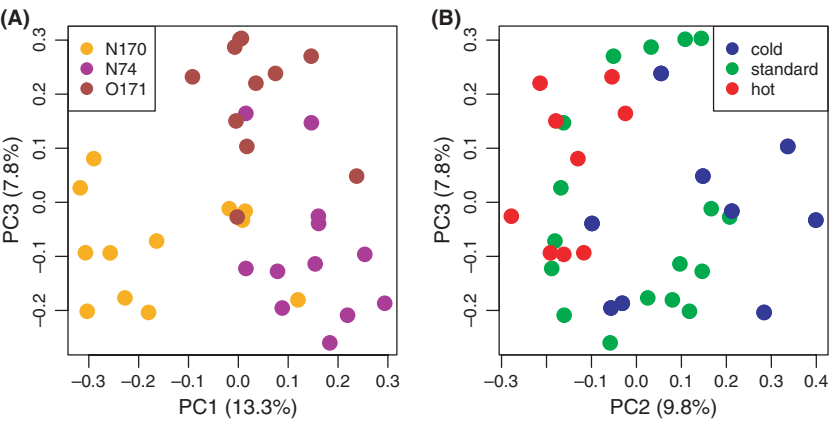 (A)
N170
N74
O171
PC3 (7.8%)
0.3
0.2
0.1
0.0
−0.1
−0.2
−0.3 −0.2 −0.1 0.0 0.1 0.2 0.3
PC1 (13.3%)
(B)
cold
standard
hot
PC3 (7.8%)
0.3
0.2
0.1
0.0
−0.1
−0.2
−0.3 −0.1 0.0 0.1 0.2 0.3 0.4
PC2 (9.8%)